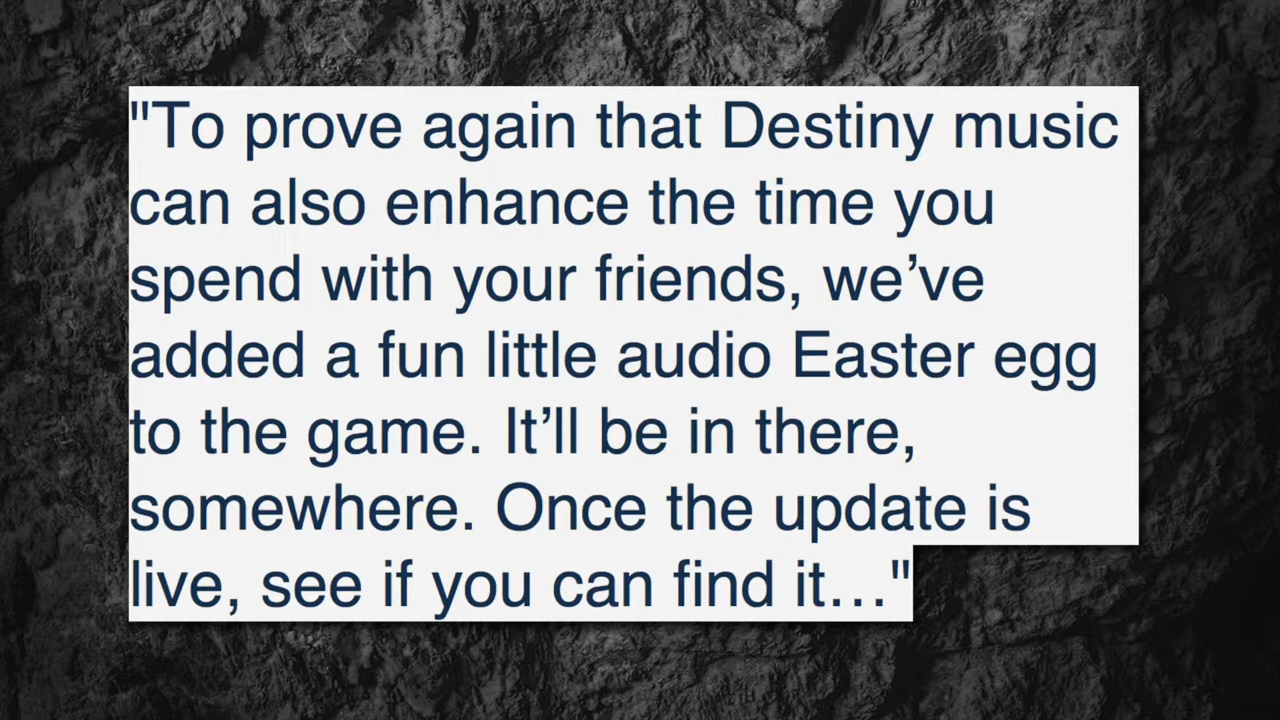 "To prove again that Destiny music
can also enhance the time you
spend with your friends, we’ve
added a fun little audio Easter egg
to the game. It’ll be in there,
somewhere. Once the update is
live, see if you can find it…"